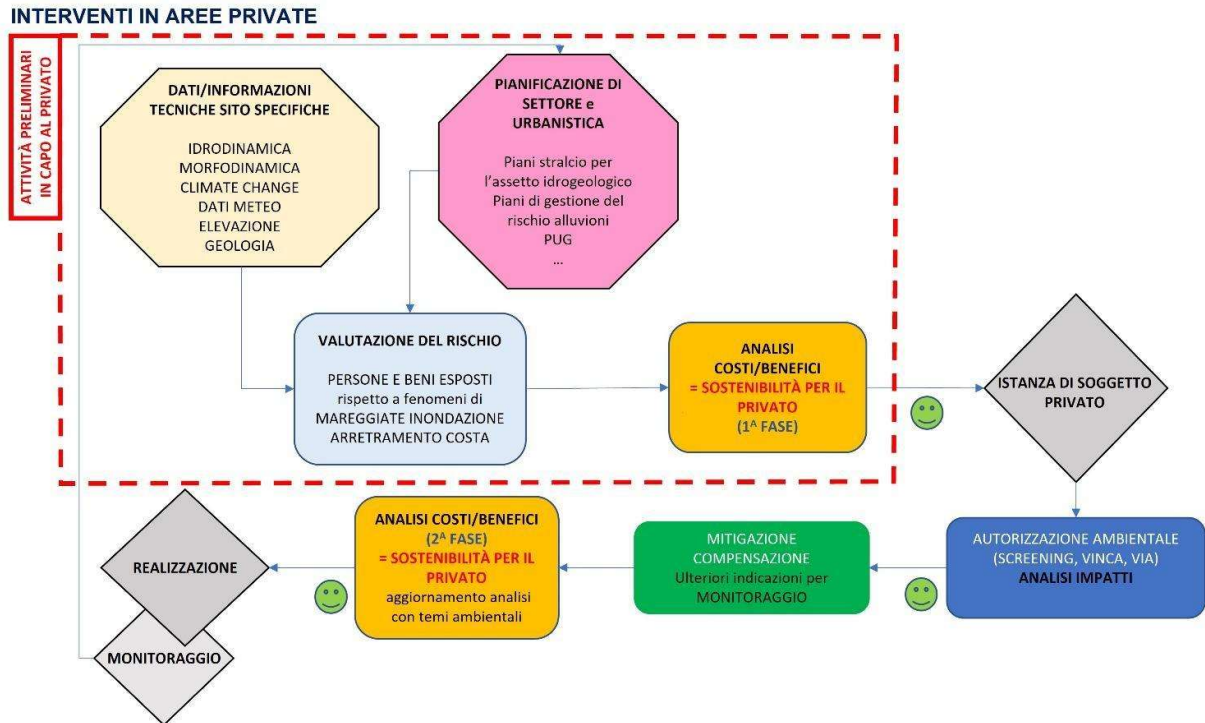 INTERVENTI IN AREE PRIVATE
ATTIVITÀ PRELIMINARI
IN CAPO AL PRIVATO
DATI/INFORMAZIONI
TECNICHE SITO SPECIFICHE
IDRODINAMICA
MORFODINAMICA
CLIMATE CHANGE
DATI METEO
ELEVAZIONE
GEOLOGIA
PIANIFICAZIONE DI
SETTORE e
URBANISTICA
Piani stralcio per
l'assetto idrogeologico
Piani di gestione del
rischio alluvioni
PUG
...
VALUTAZIONE DEL RISCHIO
PERSONE E BENI ESPOSTI
rispetto a fenomeni di
MAREGGIATE INONDAZIONE
ARRETRAMENTO COSTA
ANALISI
COSTI/BENEFICI
= SOSTENIBILITÀ PER IL
PRIVATO
(1ᴬ FASE)
ISTANZA DI SOGGETTO
PRIVATO
AUTORIZZAZIONE AMBIENTALE
(SCREENING, VINCA, VIA)
ANALISI IMPATTI
MITIGAZIONE
COMPENSAZIONE
Ulteriori indicazioni per
MONITORAGGIO
ANALISI COSTI/BENEFICI
(2ᴬ FASE)
= SOSTENIBILITÀ PER IL
PRIVATO
aggiornamento analisi
con temi ambientali
REALIZZAZIONE
MONITORAGGIO